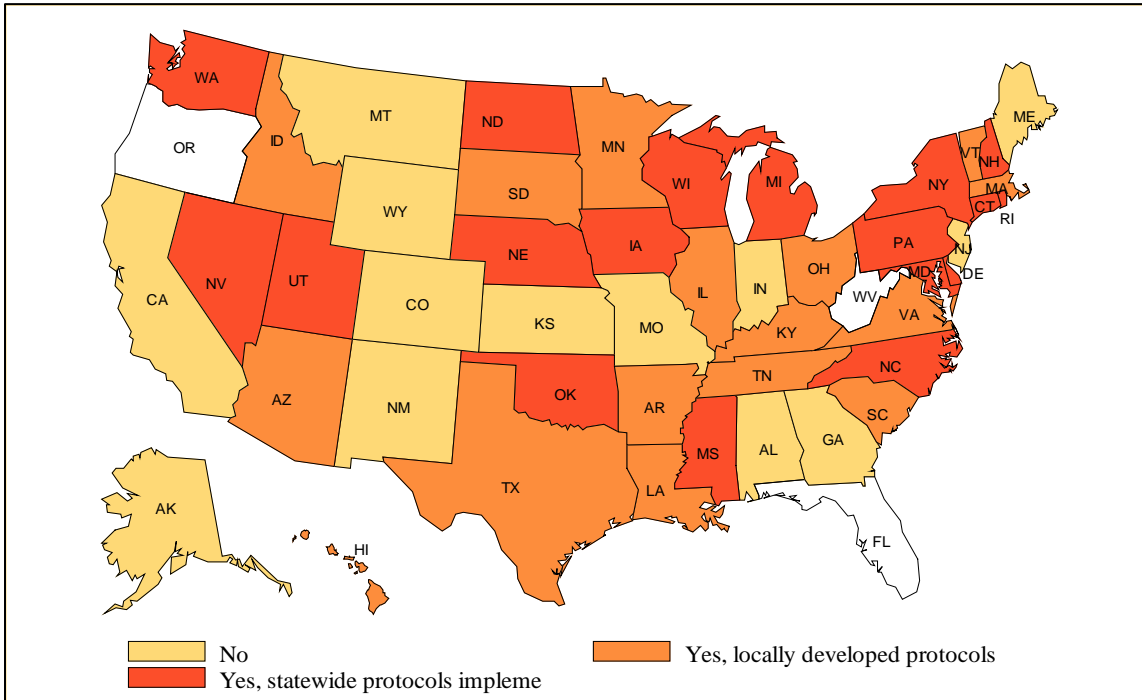 WA
MT
ND
MN
ME
OR
ID
SD
WI
MI
NY
VT
NH
MA
CT
RI
WY
NE
IA
PA
NJ
NV
UT
CO
IL
IN
OH
MD
DE
WV
CA
KS
MO
KY
VA
AZ
NM
OK
AR
TN
NC
SC
MS
AL
GA
TX
LA
AK
HI
FL
No
Yes, locally developed protocols
Yes, statewide protocols impleme